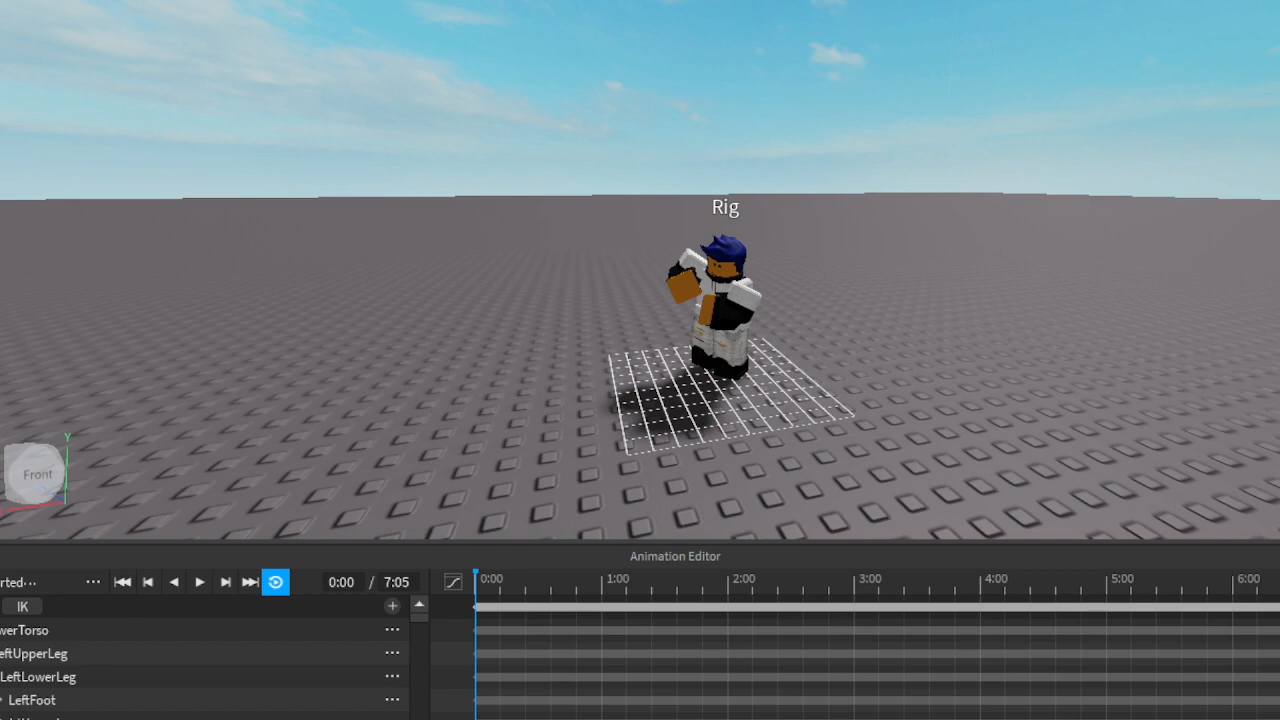 Rig
Front
Y
Animation Editor
rted···
0:00 / 7:05
0:00 1:00 2:00 3:00 4:00 5:00 6:00
IK
werTorso
eftUpperLeg
LeftLowerLeg
LeftFoot